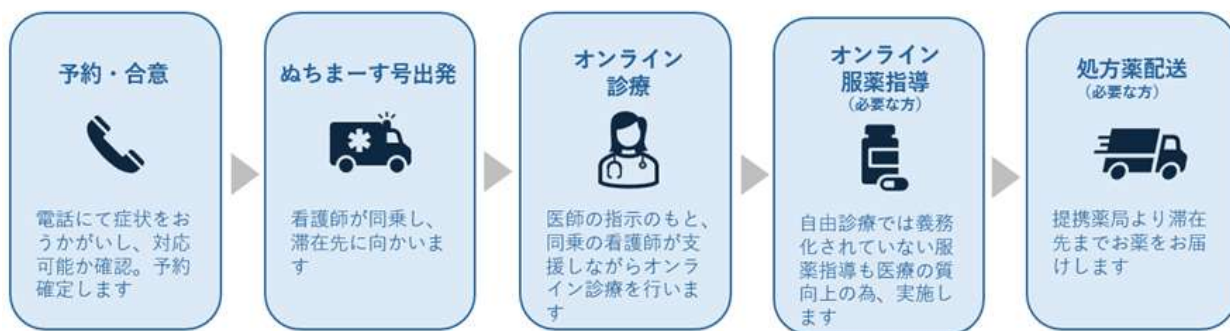 予約・合意
電話にて症状をお
うかがいし、対応
可能か確認。予約
確定します
ぬちまーす号出発
看護師が同乗し、
滞在先に向かいま
す
オンライン
診療
医師の指示のもと、
同乗の看護師が支
援しながらオンラ
イン診療を行いま
す
オンライン
服薬指導
（必要な方）
自由診療では義務
化されていない服
薬指導も医療の質
向上の為、実施し
ます
処方薬配送
（必要な方）
提携薬局より滞在
先までお薬をお届
けします